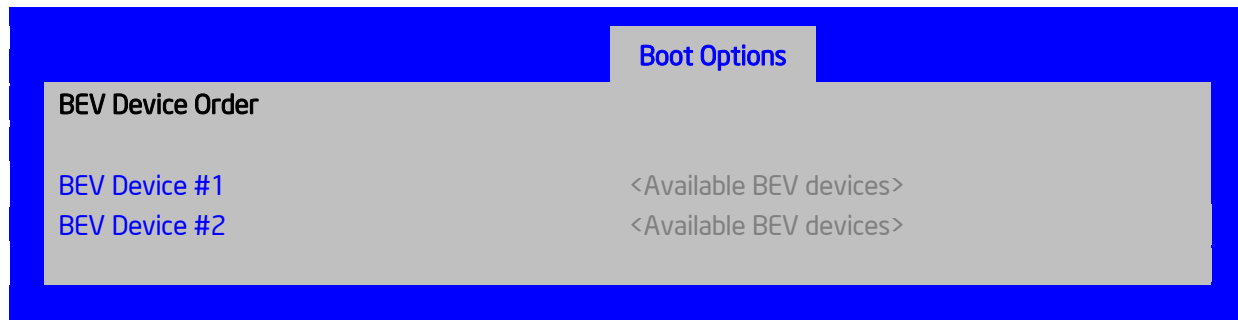 Boot Options
BEV Device Order
BEV Device #1 <Available BEV devices>
BEV Device #2 <Available BEV devices>